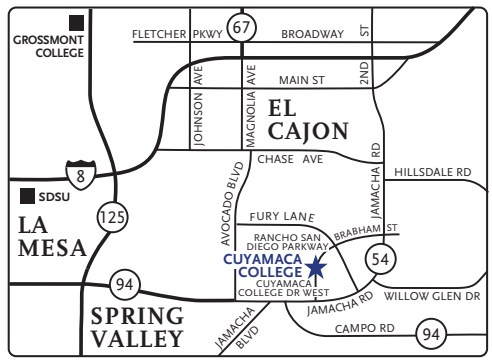 GROSSMONT
COLLEGE
FLETCHER PKWY
67
BROADWAY
2ND ST
JOHNSON AVE
MAGNOLIA AVE
MAIN ST
EL
CAJON
CHASE AVE
8
SDSU
LA
MESA
125
AVOCADO BLVD
JAMACHA RD
HILLSDALE RD
FURY LANE
RANCHO SAN
DIEGO PARKWAY
BRABHAM ST
CUYAMACA
COLLEGE
CUYAMACA
COLLEGE DR WEST
54
94
JAMACHA RD
WILLOW GLEN DR
SPRING
VALLEY
JAMACHA
BLVD
CAMPO RD
94